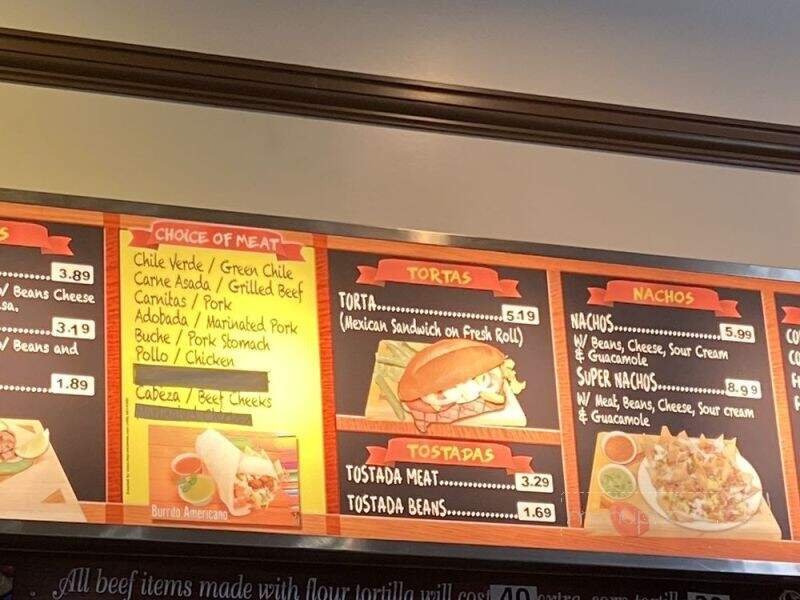 S
3.89
W/ Beans Cheese
sa.
3.19
W/ Beans and
1.89
CHOICE OF MEAT
Chile Verde / Green Chile
Carne Asada / Grilled Beef
Carnitas / Pork
Adobada / Marinated Pork
Buche / Pork Stomach
Pollo / Chicken
Cabeza / Beef Cheeks
Burrito Americano
TORTAS
TORTA 5.19
(Mexican Sandwich on Fresh Roll)
TOSTADAS
TOSTADA MEAT 3.29
TOSTADA BEANS 1.69
NACHOS
NACHOS 5.99
W/ Beans, Cheese, Sour Cream
& Guacamole
SUPER NACHOS 8.99
W/ Meat, Beans, Cheese, Sour cream
& Guacamole
All beef items made with flour tortilla will cost 40 extra, corn tortill